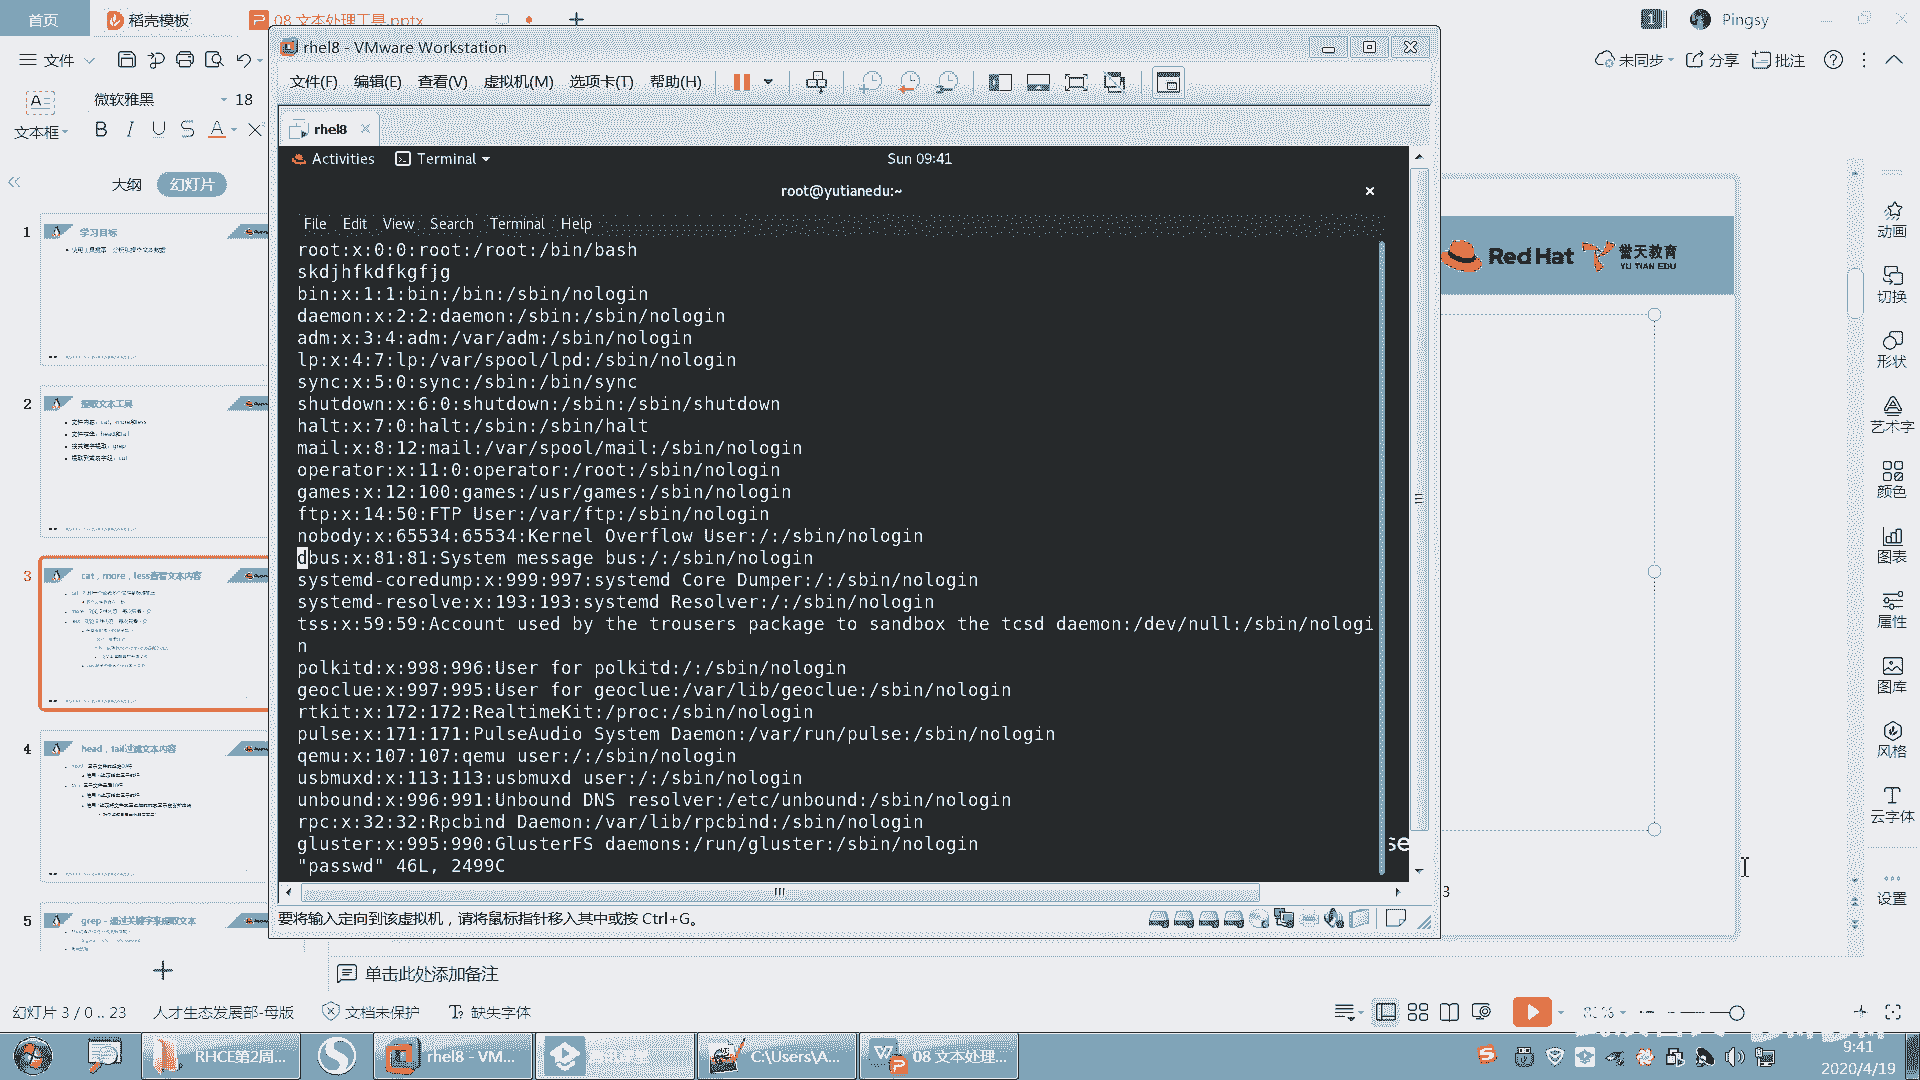 首页
稻壳模板
08 文本处理工具.pptx
Pingsy
文件
未同步
分享
批注
微软雅黑
18
文本框
B I U S A X
大纲
幻灯片
1
学习目标
2
提取文本工具
3
cat，more，less查看文本内容
4
head，tail过滤文本内容
5
grep - 通过关键字来提取文本
rhel8 - VMware Workstation
文件(F) 编辑(E) 查看(V) 虚拟机(M) 选项卡(T) 帮助(H)
rhel8
Activities
Terminal
Sun 09:41
root@yutianedu:~
File Edit View Search Terminal Help
root:x:0:0:root:/root:/bin/bash
skdjhfkdfkgfjg
bin:x:1:1:bin:/bin:/sbin/nologin
daemon:x:2:2:daemon:/sbin:/sbin/nologin
adm:x:3:4:adm:/var/adm:/sbin/nologin
lp:x:4:7:lp:/var/spool/lpd:/sbin/nologin
sync:x:5:0:sync:/sbin:/bin/sync
shutdown:x:6:0:shutdown:/sbin:/sbin/shutdown
halt:x:7:0:halt:/sbin:/sbin/halt
mail:x:8:12:mail:/var/spool/mail:/sbin/nologin
operator:x:11:0:operator:/root:/sbin/nologin
games:x:12:100:games:/usr/games:/sbin/nologin
ftp:x:14:50:FTP User:/var/ftp:/sbin/nologin
nobody:x:65534:65534:Kernel Overflow User:/:/sbin/nologin
dbus:x:81:81:System message bus:/:/sbin/nologin
systemd-coredump:x:999:997:systemd Core Dumper:/:/sbin/nologin
systemd-resolve:x:193:193:systemd Resolver:/:/sbin/nologin
tss:x:59:59:Account used by the trousers package to sandbox the tcsd daemon:/dev/null:/sbin/nologi
n
polkitd:x:998:996:User for polkitd:/:/sbin/nologin
geoclue:x:997:995:User for geoclue:/var/lib/geoclue:/sbin/nologin
rtkit:x:172:172:RealtimeKit:/proc:/sbin/nologin
pulse:x:171:171:PulseAudio System Daemon:/var/run/pulse:/sbin/nologin
qemu:x:107:107:qemu user:/:/sbin/nologin
usbmuxd:x:113:113:usbmuxd user:/:/sbin/nologin
unbound:x:996:991:Unbound DNS resolver:/etc/unbound:/sbin/nologin
rpc:x:32:32:Rpcbind Daemon:/var/lib/rpcbind:/sbin/nologin
gluster:x:995:990:GlusterFS daemons:/run/gluster:/sbin/nologin
"passwd" 46L, 2499C
要将输入定向到该虚拟机，请将鼠标指针移入其中或按 Ctrl+G。
Red Hat
誉天教育
YU TIAN EDU
3
动画
切换
形状
艺术字
颜色
图表
属性
图库
风格
云字体
设置
单击此处添加备注
幻灯片 3 / 0 .. 23
人才生态发展部-母版
文档未保护
缺失字体
RHCE第2周...
rhel8 - VM...
C:\Users\A...
08 文本处理...
9:41
2020/4/19